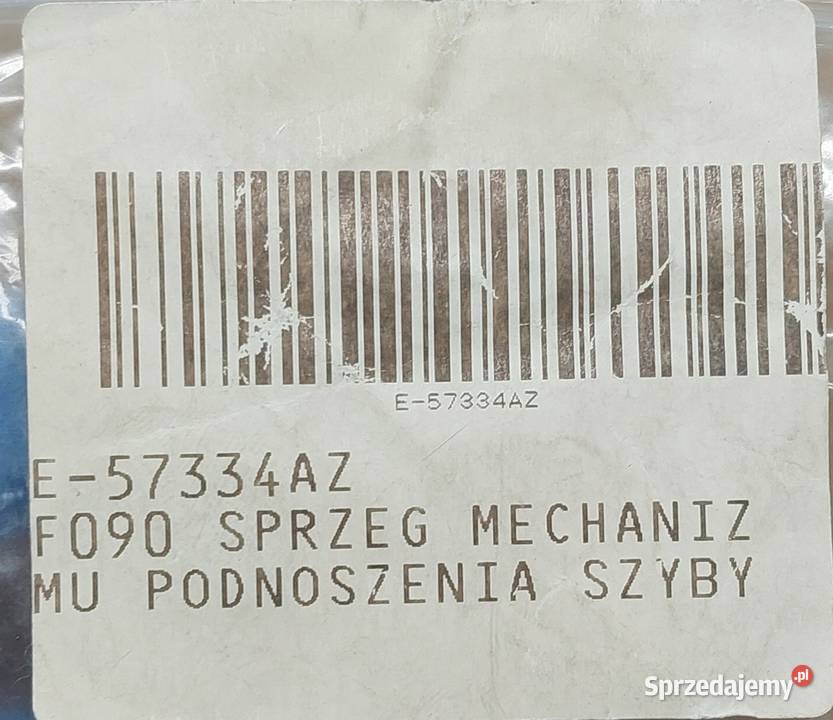 E-57334AZ
E-57334AZ
F090 SPRZEG MECHANIZ
MU PODNOSZENIA SZYBY
Sprzedajemy.pl